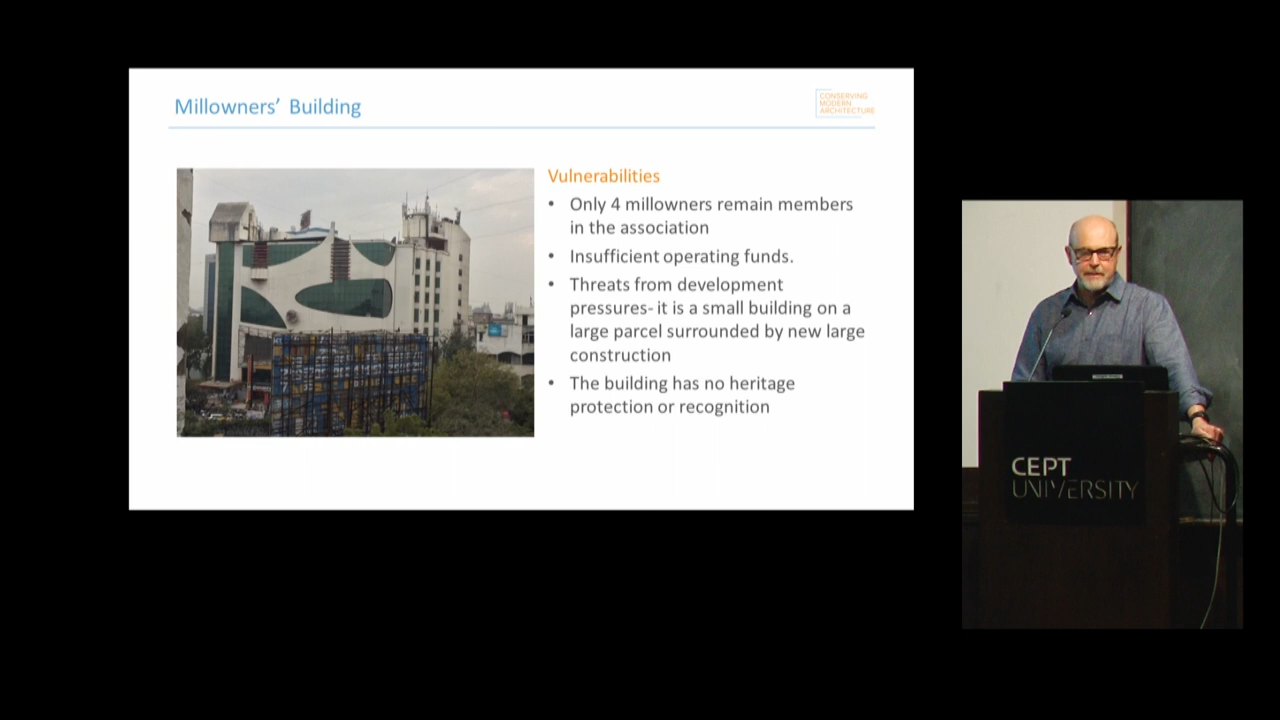 Millowners’ Building
CONSERVING
MODERN
ARCHITECTURE
Vulnerabilities
• Only 4 millowners remain members
in the association
• Insufficient operating funds.
• Threats from development
pressures- it is a small building on a
large parcel surrounded by new large
construction
• The building has no heritage
protection or recognition
CEPT
UNIVERSITY